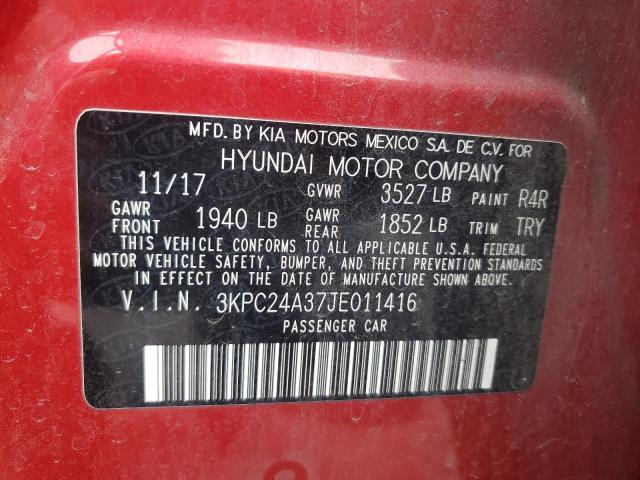 MFD. BY KIA MOTORS MEXICO S.A. DE C.V. FOR
HYUNDAI MOTOR COMPANY
11/17 GVWR 3527 LB PAINT R4R
GAWR FRONT 1940 LB GAWR REAR 1852 LB TRIM TRY
THIS VEHICLE CONFORMS TO ALL APPLICABLE U.S.A. FEDERAL
MOTOR VEHICLE SAFETY, BUMPER, AND THEFT PREVENTION STANDARDS
IN EFFECT ON THE DATE OF MANUFACTURE SHOWN ABOVE.
V.I.N. 3KPC24A37JE011416
PASSENGER CAR